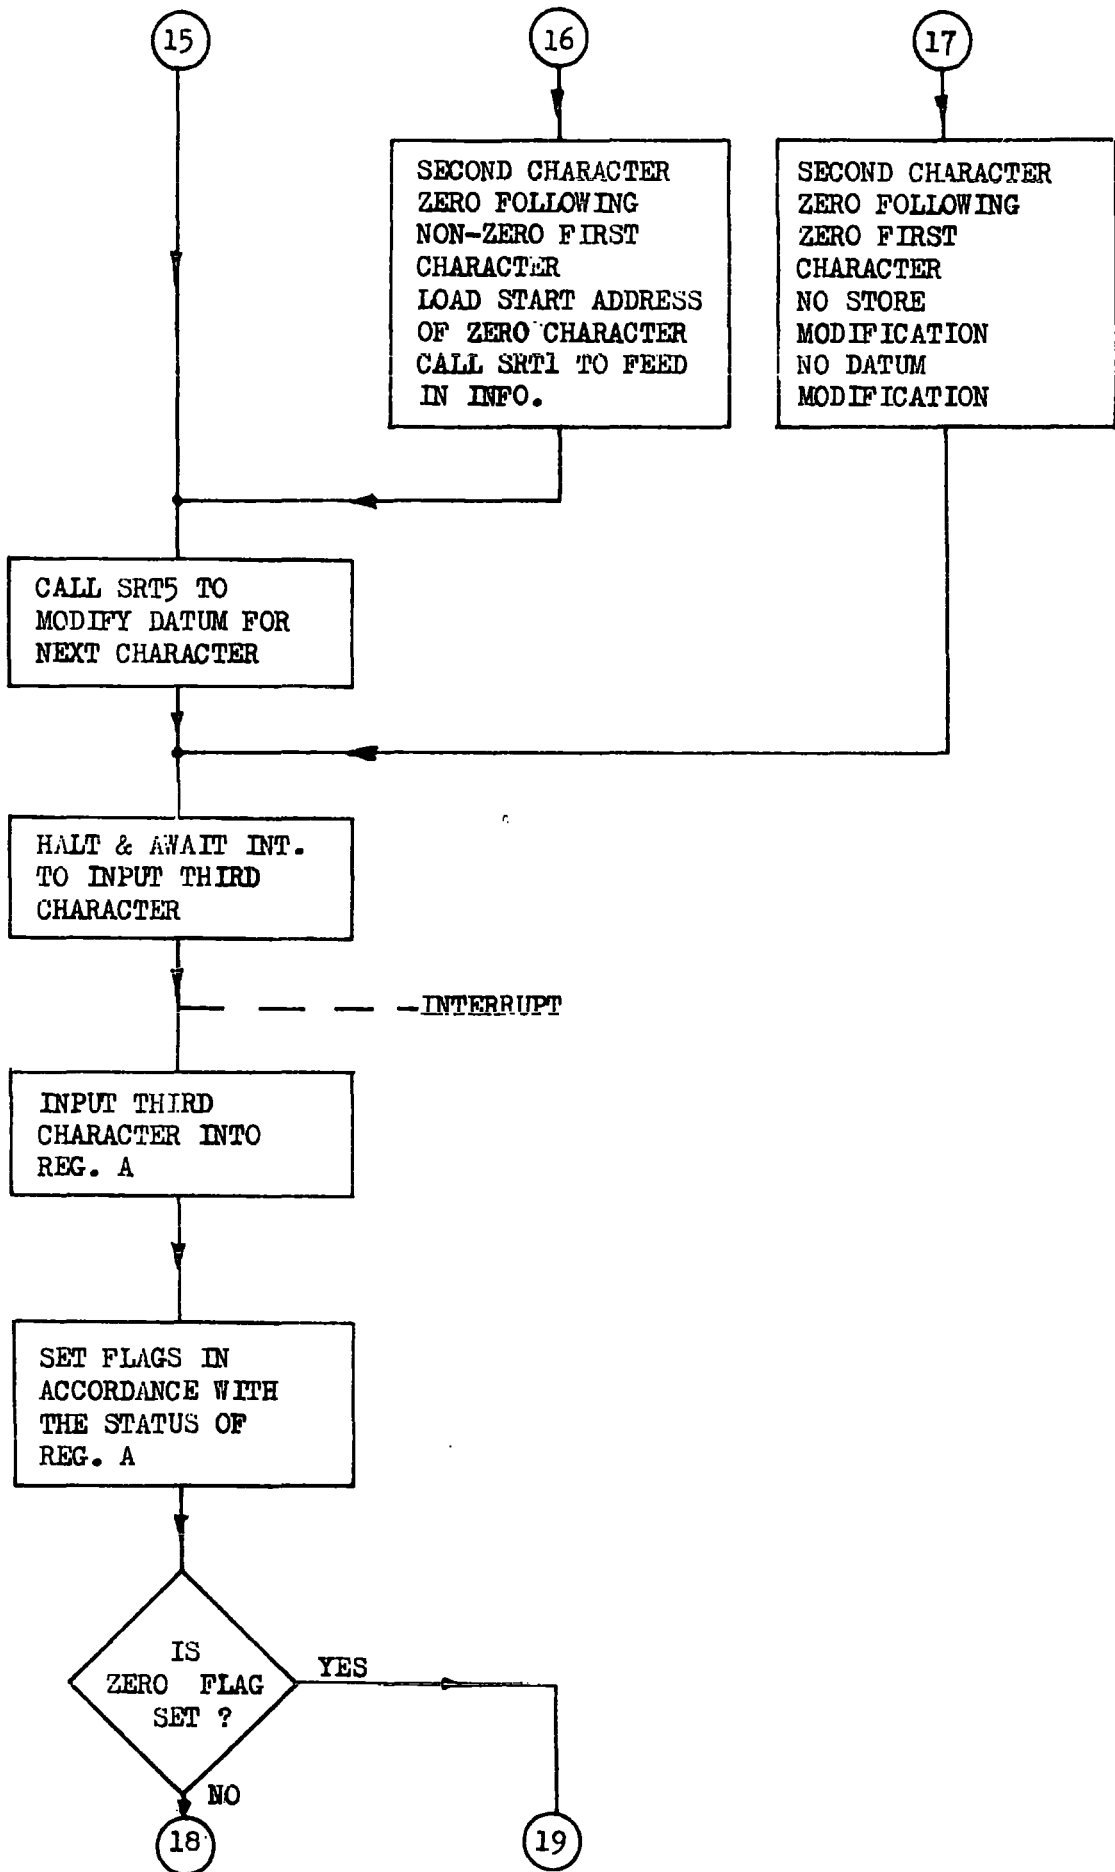 15
16
17
SECOND CHARACTER
ZERO FOLLOWING
NON-ZERO FIRST
CHARACTER
LOAD START ADDRESS
OF ZERO CHARACTER
CALL SRT1 TO FEED
IN INFO.
SECOND CHARACTER
ZERO FOLLOWING
ZERO FIRST
CHARACTER
NO STORE
MODIFICATION
NO DATUM
MODIFICATION
CALL SRT5 TO
MODIFY DATUM FOR
NEXT CHARACTER
HALT & AWAIT INT.
TO INPUT THIRD
CHARACTER
INTERRUPT
INPUT THIRD
CHARACTER INTO
REG. A
SET FLAGS IN
ACCORDANCE WITH
THE STATUS OF
REG. A
IS
ZERO FLAG
SET ?
YES
NO
18
19